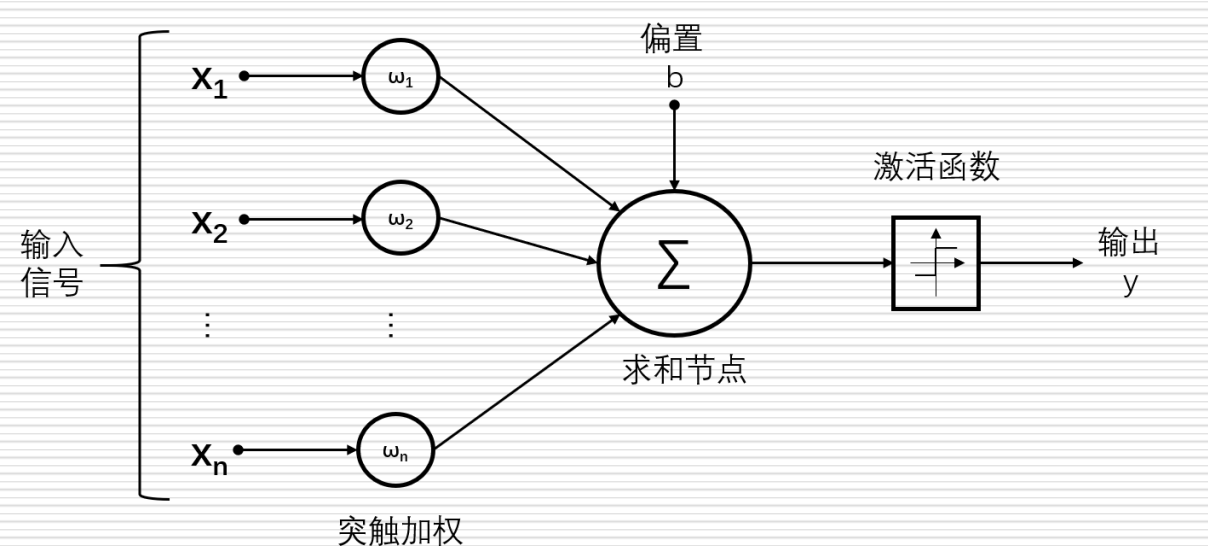 偏置
b
x₁
ω₁
激活函数
x₂
ω₂
输入
信号
Σ
输出
y
⋮
⋮
求和节点
xₙ
ωₙ
突触加权